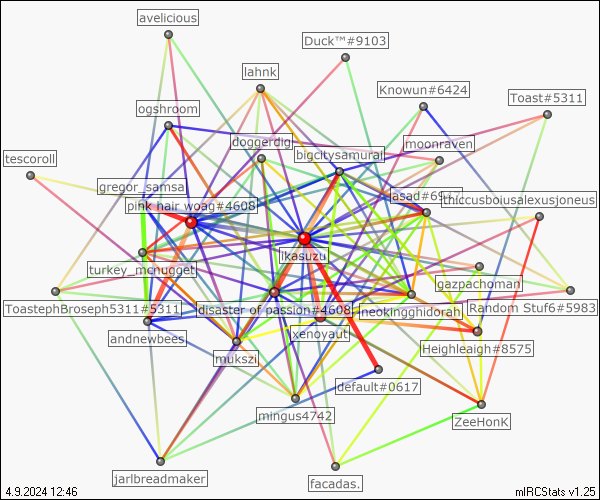 avelicious
Duck™#9103
lahnk
Knowun#6424
Toast#5311
ogshroom
doggerdig
moonraven
bigcitysamurai
tescoroll
gregor_samsa
asad#6947
thiccusboiusalexusjoneus
pink hair woag#4608
lkasuzu
turkey_mcnugget
gazpachoman
ToastephBroseph5311#5311
disaster of passion#4608
neokingghidorah
Random Stuf6#5983
andnewbees
xenoyaut
mukszi
Heighleaigh#8575
default#0617
mingus4742
ZeeHonK
jarlbreadmaker
facadas.
4.9.2024 12:46
mIRCStats v1.25